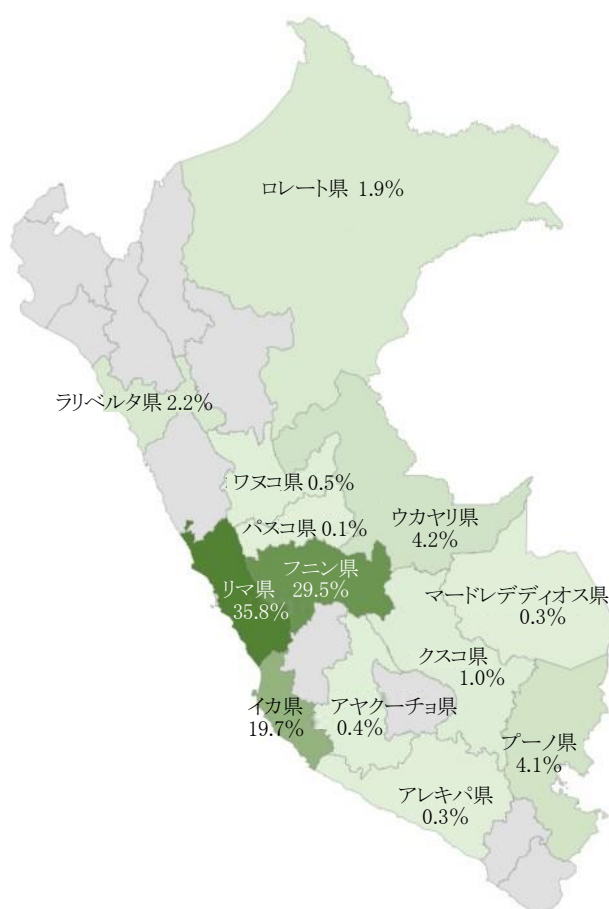 ロレート県 1.9%
ラリベルタ県 2.2%
ワヌコ県 0.5%
パスコ県 0.1%
ウカヤリ県
4.2%
フニン県
29.5%
リマ県
35.8%
マードレデディオス県
0.3%
クスコ県
1.0%
イカ県
19.7%
アヤクーチョ県
0.4%
プーノ県
4.1%
アレキパ県
0.3%